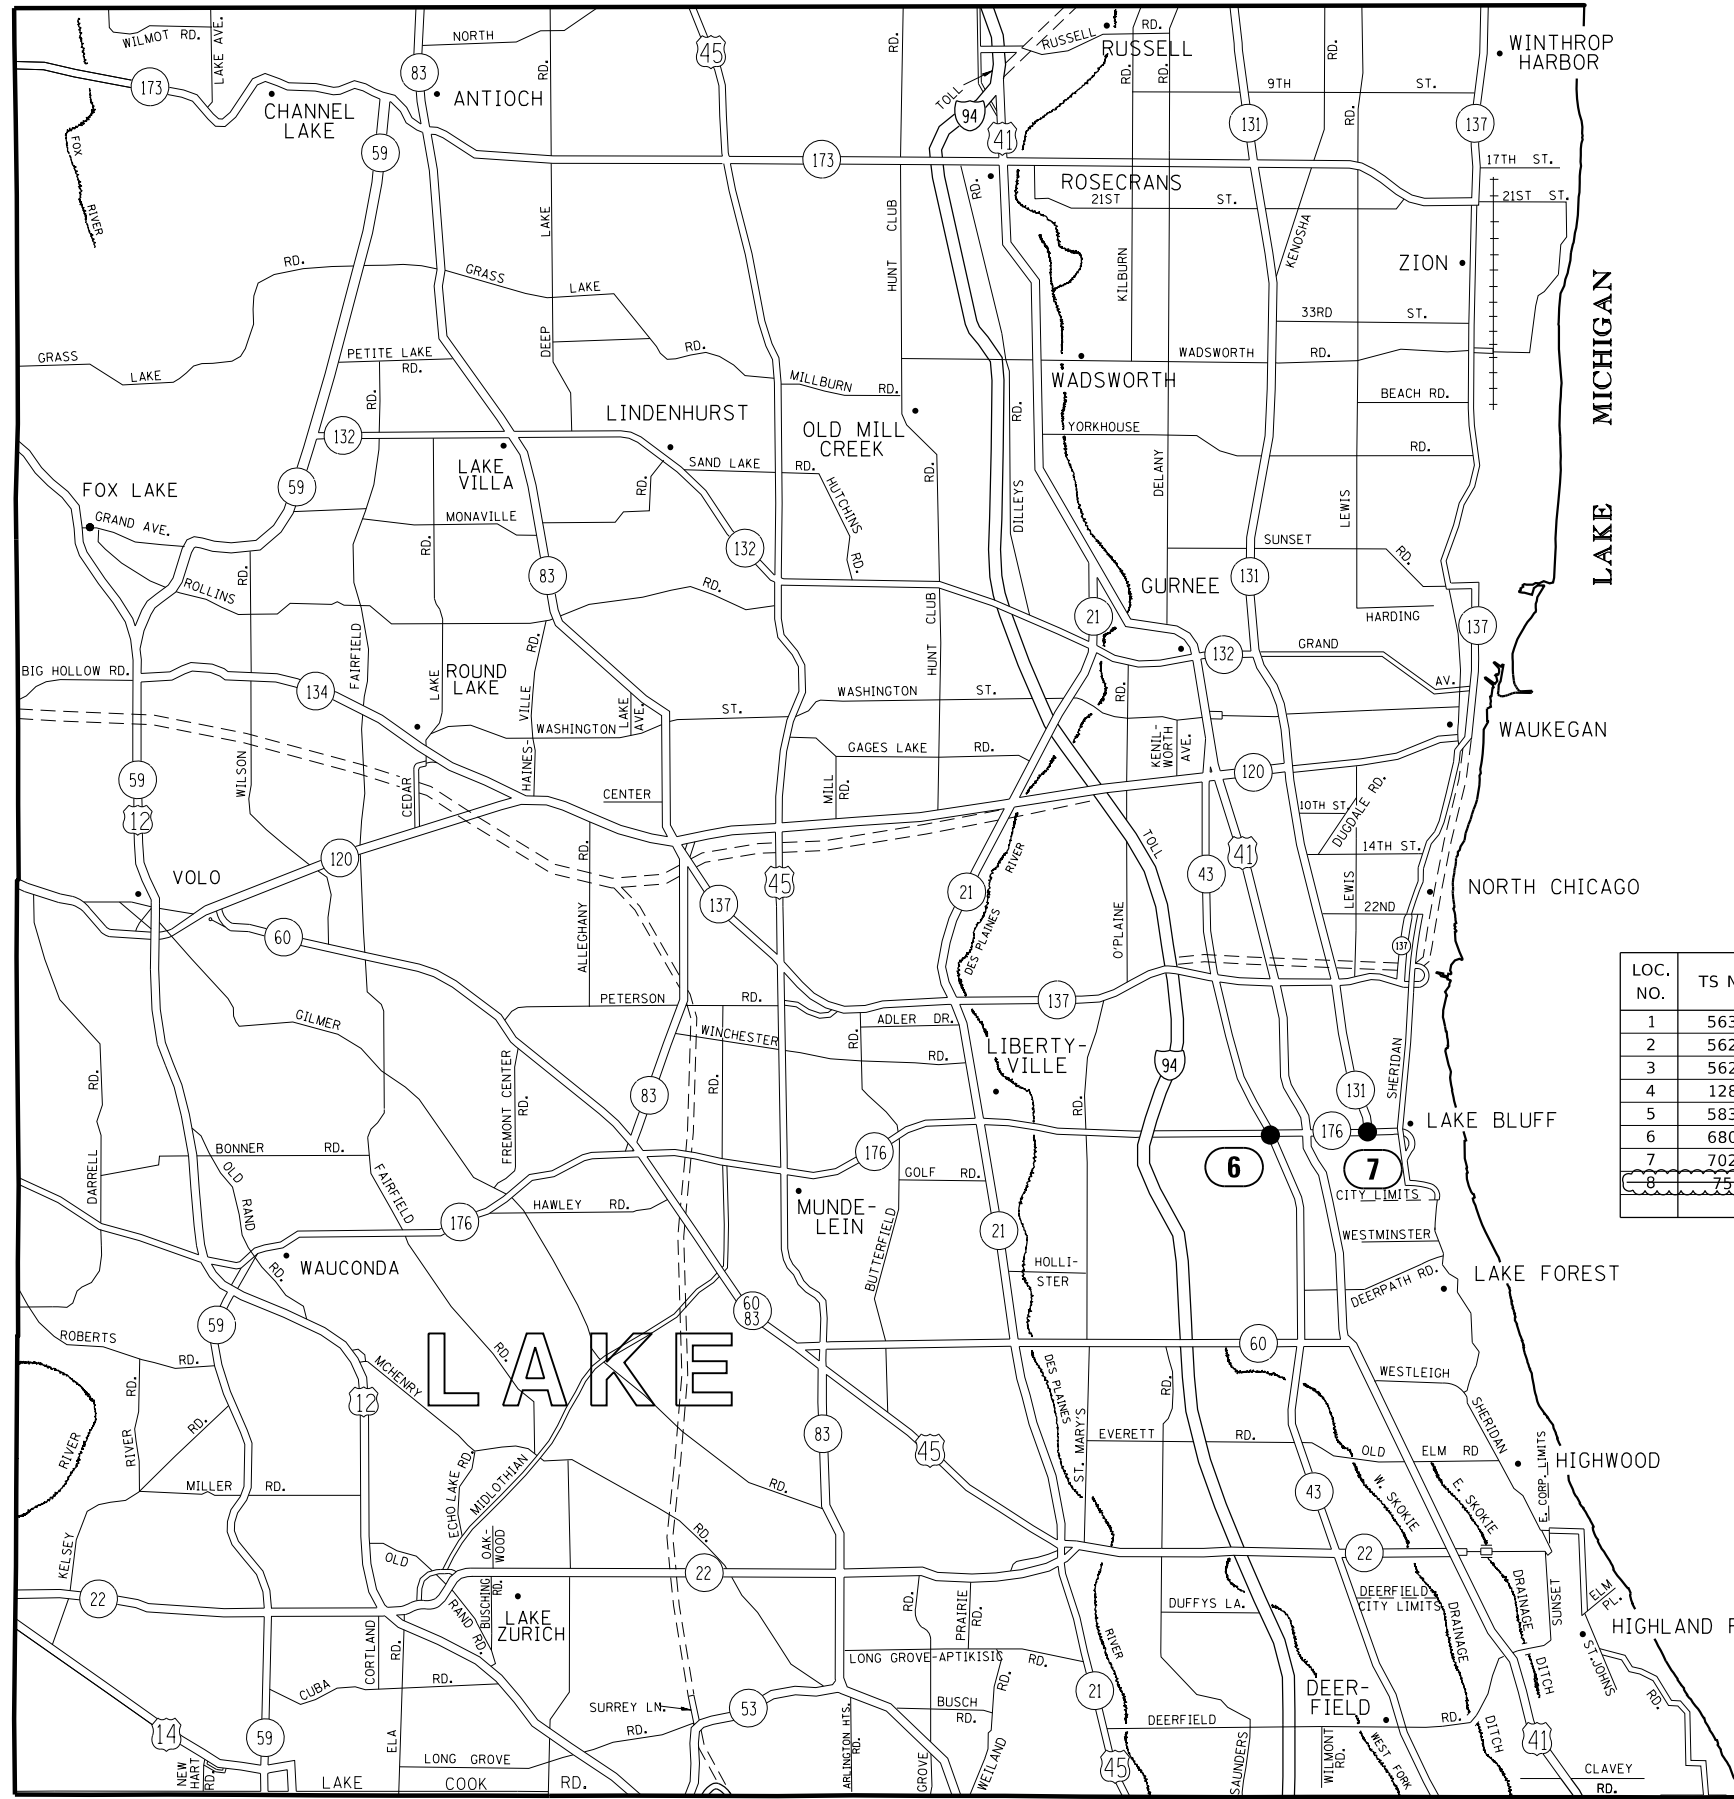 WILMOT RD.
LAKE AVE.
NORTH
RD.
83
45
RD.
RUSSELL
RD.
RUSSELL
RD.
RD.
RD.
WINTHROP
HARBOR
173
CHANNEL
LAKE
ANTIOCH
59
TOLL
94
41
9TH
ST.
131
RD.
137
FOX
RIVER
173
17TH ST.
ROSECRANS
21ST
ST.
21ST ST.
LAKE
HUNT CLUB
RD.
KILBURN
KENOSHA
ZION
LAKE MICHIGAN
RD.
GRASS
LAKE
DEEP
33RD
ST.
GRASS
LAKE
PETITE LAKE
RD.
RD.
MILLBURN RD.
WADSWORTH
RD.
WADSWORTH
BEACH RD.
RD.
132
LINDENHURST
OLD MILL
CREEK
RD.
YORKHOUSE
RD.
LAKE
VILLA
SAND LAKE
RD.
RD.
RD.
HUTCHINS
RD.
DILLEYS
DELANY
LEWIS
59
FOX LAKE
GRAND AVE.
MONAVILLE
RD.
132
SUNSET
RD.
ROLLINS
RD.
83
RD.
GURNEE
131
HARDING
21
137
BIG HOLLOW RD.
134
FAIRFIELD
LAKE
ROUND
LAKE
RD.
HAINES-
VILLE
HUNT CLUB
132
GRAND
AV.
WASHINGTON
LAKE
AVE.
ST.
WASHINGTON
ST.
RD.
KENIL-
WORTH
AVE.
WAUKEGAN
WILSON
CEDAR
GAGES LAKE
RD.
MILL
RD.
CENTER
59
12
120
10TH ST.
DUGDALE RD.
14TH ST.
120
VOLO
RD.
ALLEGHANY
45
137
21
RIVER
DES PLAINES
TOLL
43
41
LEWIS
22ND
NORTH CHICAGO
60
O'PLAINE
137
LOC.
NO.
TS N
1 563
2 562
3 562
4 128
5 583
6 680
7 702
8 75
PETERSON
RD.
137
GILMER
WINCHESTER
ADLER DR.
RD.
RD.
LIBERTY-
VILLE
94
SHERIDAN
RD.
FREMONT CENTER
RD.
83
RD.
RD.
131
176
LAKE BLUFF
DARRELL
BONNER
RD.
OLD
RAND
RD.
FAIRFIELD
176
GOLF RD.
6
7
CITY LIMITS
HAWLEY
RD.
176
MUNDE-
LEIN
BUTTERFIELD
21
WESTMINSTER
WAUCONDA
HOLLI-
STER
DEERPATH RD.
LAKE FOREST
60
83
59
60
ROBERTS
RD.
LAKE
RD.
MCHENRY
12
RD.
RIVER
RD.
RIVER
DES PLAINES
ST. MARY'S
RD.
WESTLEIGH
SHERIDAN
83
45
EVERETT
RD.
OLD
ELM RD
E. CORP. LIMITS
HIGHWOOD
MILLER
RD.
ECHO LAKE RD.
MIDLOTHIAN
RD.
43
W. SKOKIE
E. SKOKIE
KELSEY
OLD
OAK-
WOOD
RD.
22
22
22
BUSCHING
RD.
RAND RD.
LAKE
ZURICH
RD.
PRAIRIE
RD.
DUFFYS LA.
DEERFIELD
CITY LIMITS
DRAINAGE
DRAINAGE
SUNSET
ELM
PL.
HIGHLAND P
CORTLAND
RD.
LONG GROVE-APTIKISIC
RD.
RIVER
ST.JOHNS
RD.
CUBA
RD.
SURREY LN.
RD.
53
BUSCH
RD.
RD.
21
DEER-
FIELD
DITCH
DITCH
DEERFIELD
RD.
14
59
ELA
LONG GROVE
ARLINGTON HTS.
RD.
GROVE
WEILAND
45
SAUNDERS
WILMONT
RD.
WEST FORK
41
NEW
HART
RD.
LAKE
COOK
RD.
CLAVEY
RD.